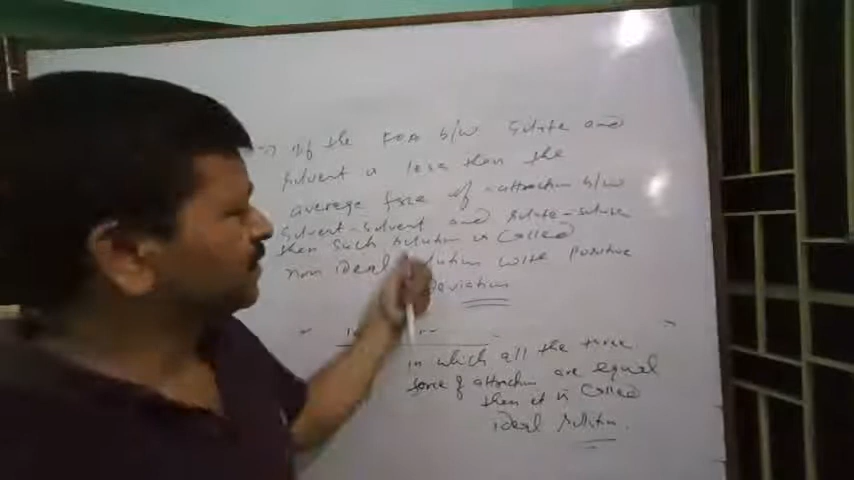 → If the FOA b/w solute and
solvent is less then the
average force of attraction b/w
solvent-solvent and solute-solute
then such solution is called
non ideal solution with positive
deviation
in which all the three
force of attraction are equal
then it is called
ideal solution.